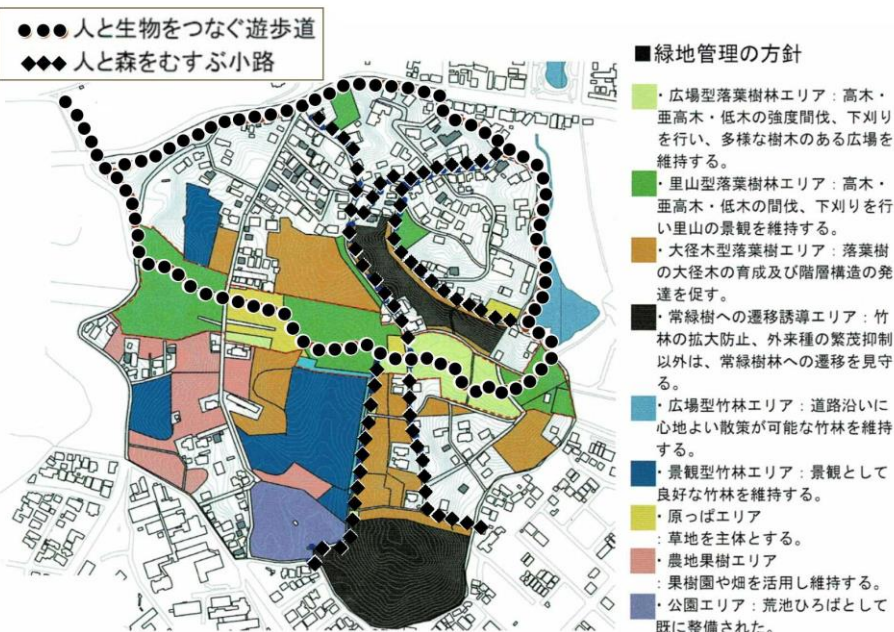 ●●●人と生物をつなぐ遊歩道
◆◆◆人と森をむすぶ小路
■緑地管理の方針
・広場型落葉樹林エリア：高木・
亜高木・低木の強度間伐、下刈り
を行い、多様な樹木のある広場を
維持する。
・里山型落葉樹林エリア：高木・
亜高木・低木の間伐、下刈りを行
い里山の景観を維持する。
・大径木型落葉樹エリア：落葉樹
の大径木の育成及び階層構造の発
達を促す。
・常緑樹への遷移誘導エリア：竹
林の拡大防止、外来種の繁茂抑制
以外は、常緑樹林への遷移を見守
る。
・広場型竹林エリア：道路沿いに
心地よい散策が可能な竹林を維持
する。
・景観型竹林エリア：景観として
良好な竹林を維持する。
・原っぱエリア
：草地を主体とする。
・農地果樹エリア
：果樹園や畑を活用し維持する。
・公園エリア：荒池ひろばとして
既に整備された。